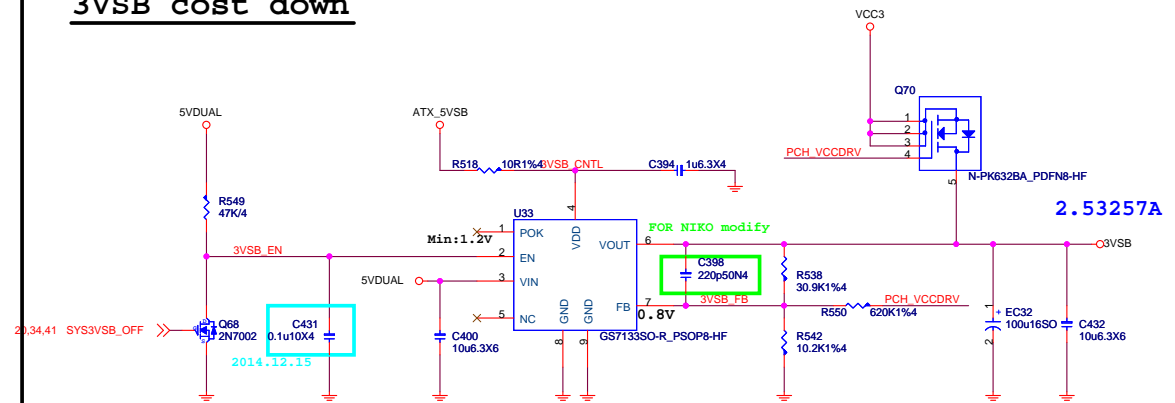 3VSB cost down
VCC3
Q70
5VDUAL
ATX_5VSB
1
2
3
4
PCH_VCCDRV
5
N-PK632BA_PDFN8-HF
R518
10R1%4
3VSB_CNTL
C394
1u6.3X4
R549
47K/4
2.53257A
U33
4
FOR NIKO modify
Min:1.2V
1
POK
VDD
VOUT
6
3VSB
3VSB_EN
2
EN
C398
220p50N4
R538
30.9K1%4
5VDUAL
3
VIN
3VSB_FB
PCH_VCCDRV
FB
7
0.8V
R550
620K1%4
5
NC
GND
GND
8
9
GS7133SO-R_PSOP8-HF
20,34,41 SYS3VSB_OFF
Q68
2N7002
C431
0.1u10X4
2014.12.15
C400
10u6.3X6
R542
10.2K1%4
1
+
EC32
100u16SO
2
C432
10u6.3X6